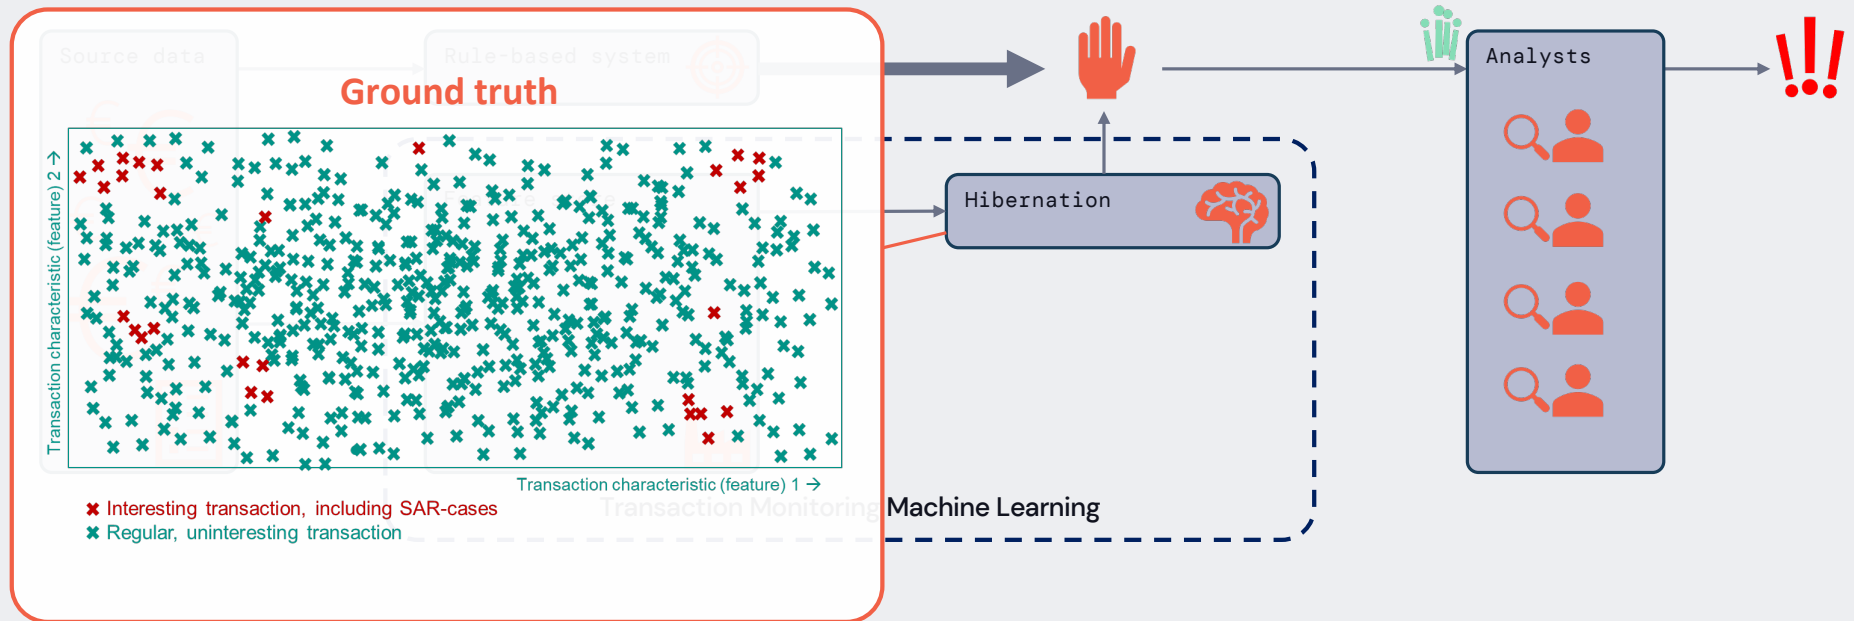 Source data
Rule-based system
Ground truth
Transaction characteristic (feature) 2 →
Transaction characteristic (feature) 1 →
✖ Interesting transaction, including SAR-cases
✖ Regular, uninteresting transaction
Transaction Monitoring Machine Learning
Hibernation
Analysts